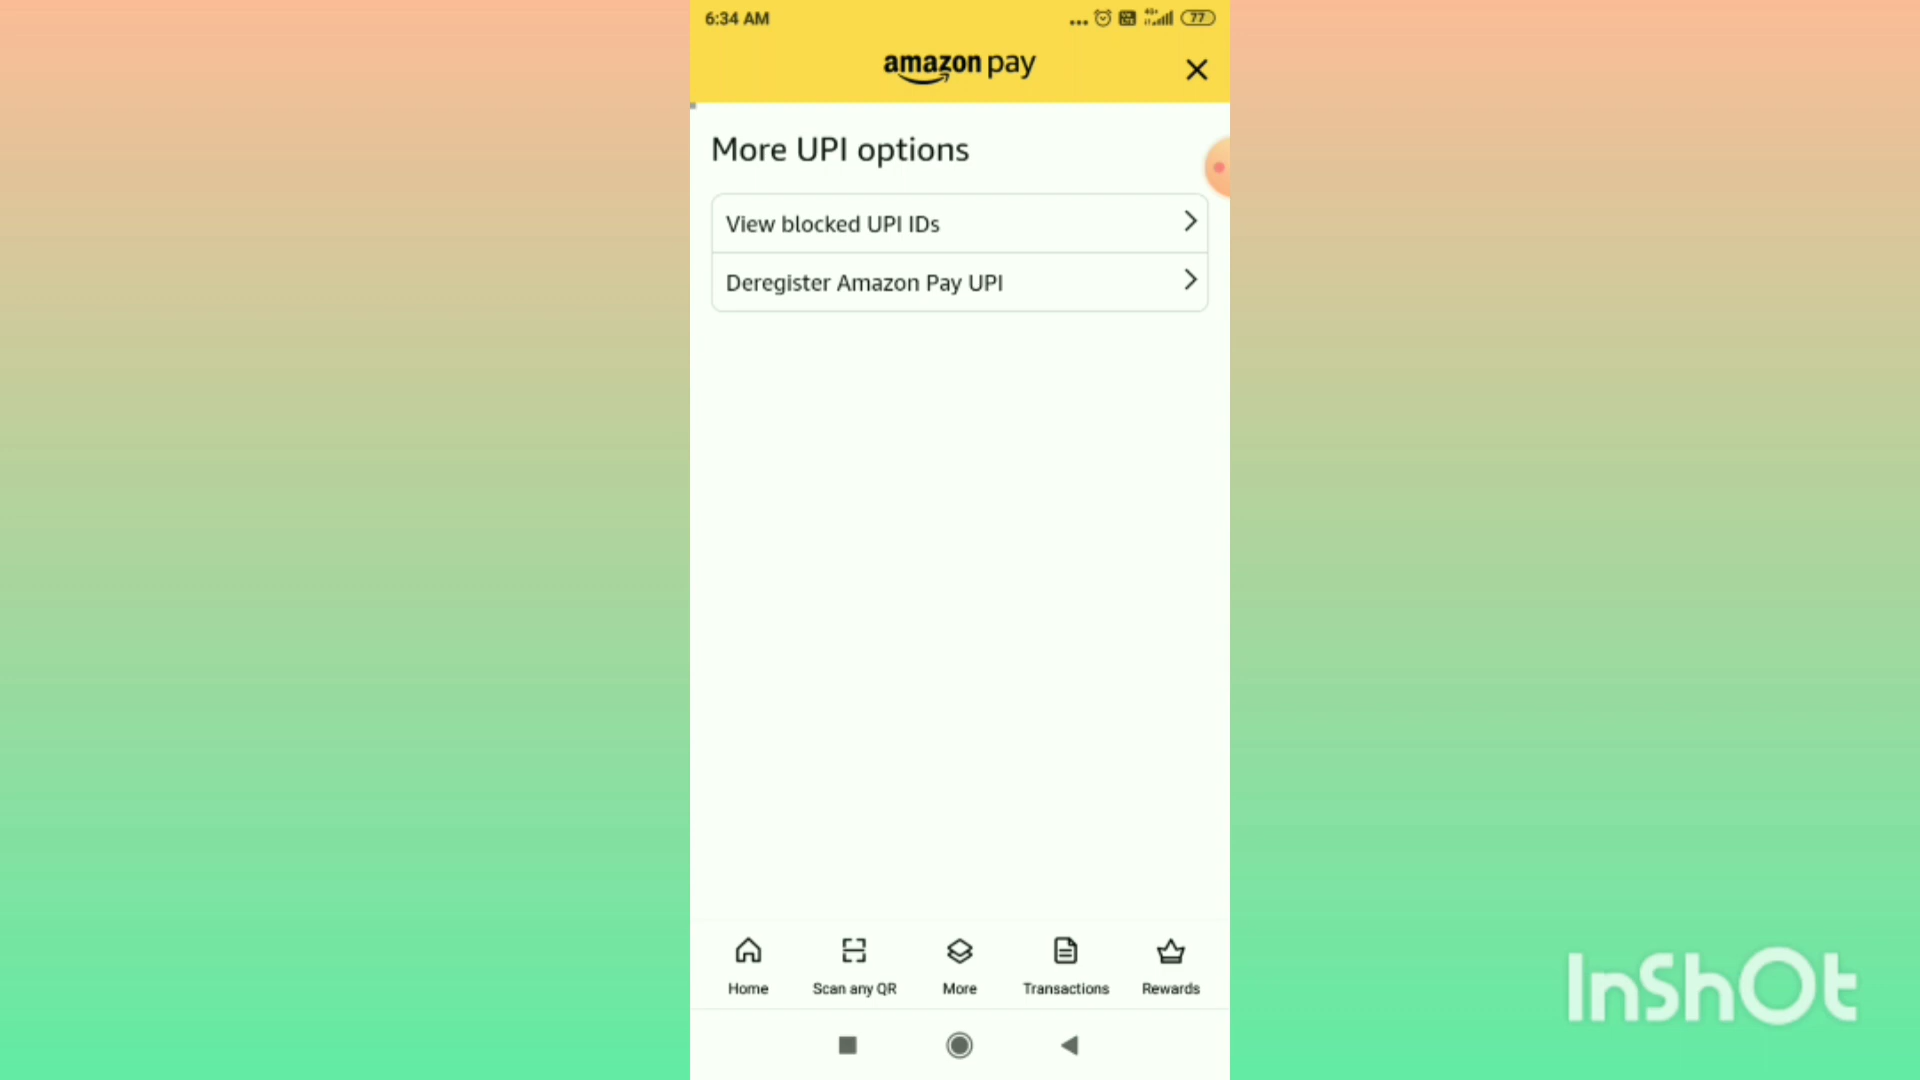 6:34 AM
4G+
77
amazon pay
More UPI options
View blocked UPI IDs
Deregister Amazon Pay UPI
Home
Scan any QR
More
Transactions
Rewards
InShOt